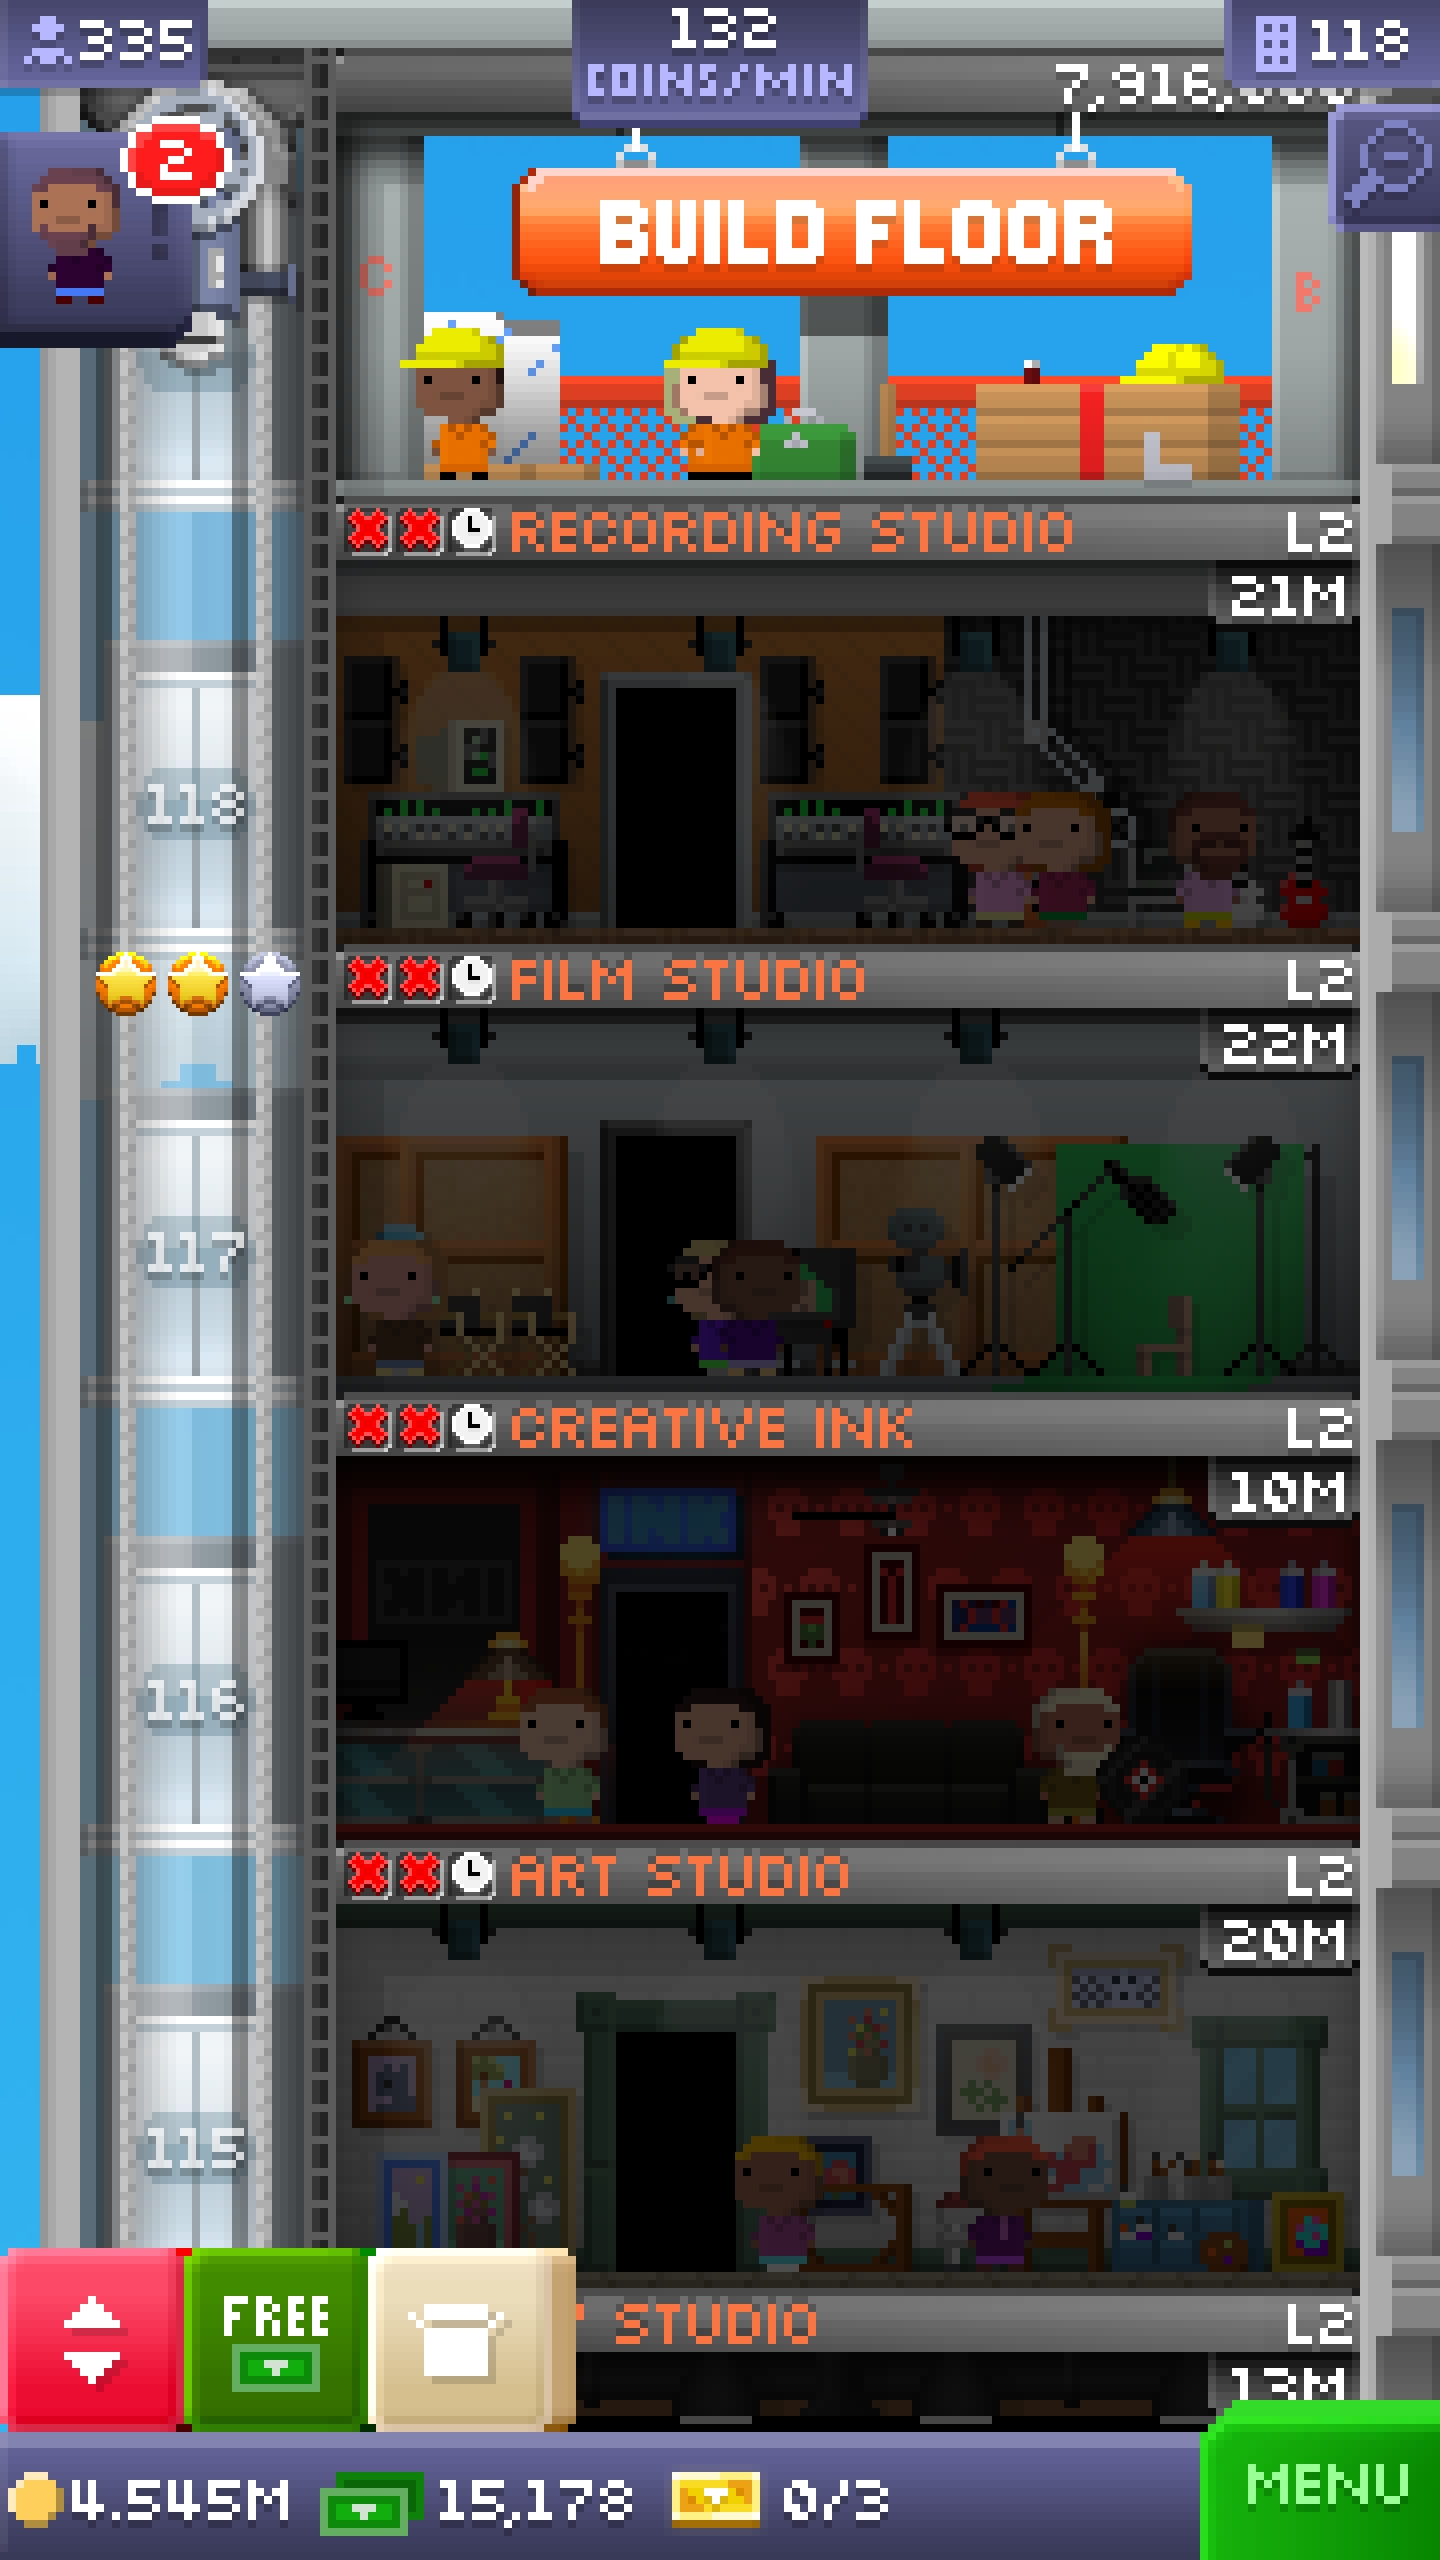 335
132
COINS/MIN
118
7,916,
2
BUILD FLOOR
C
B
RECORDING STUDIO L2
21M
118
FILM STUDIO L2
22M
117
CREATIVE INK L2
10M
INK
INK
116
ART STUDIO L2
20M
115
FREE
STUDIO L2
13M
4.545M 15,178 0/3
MENU